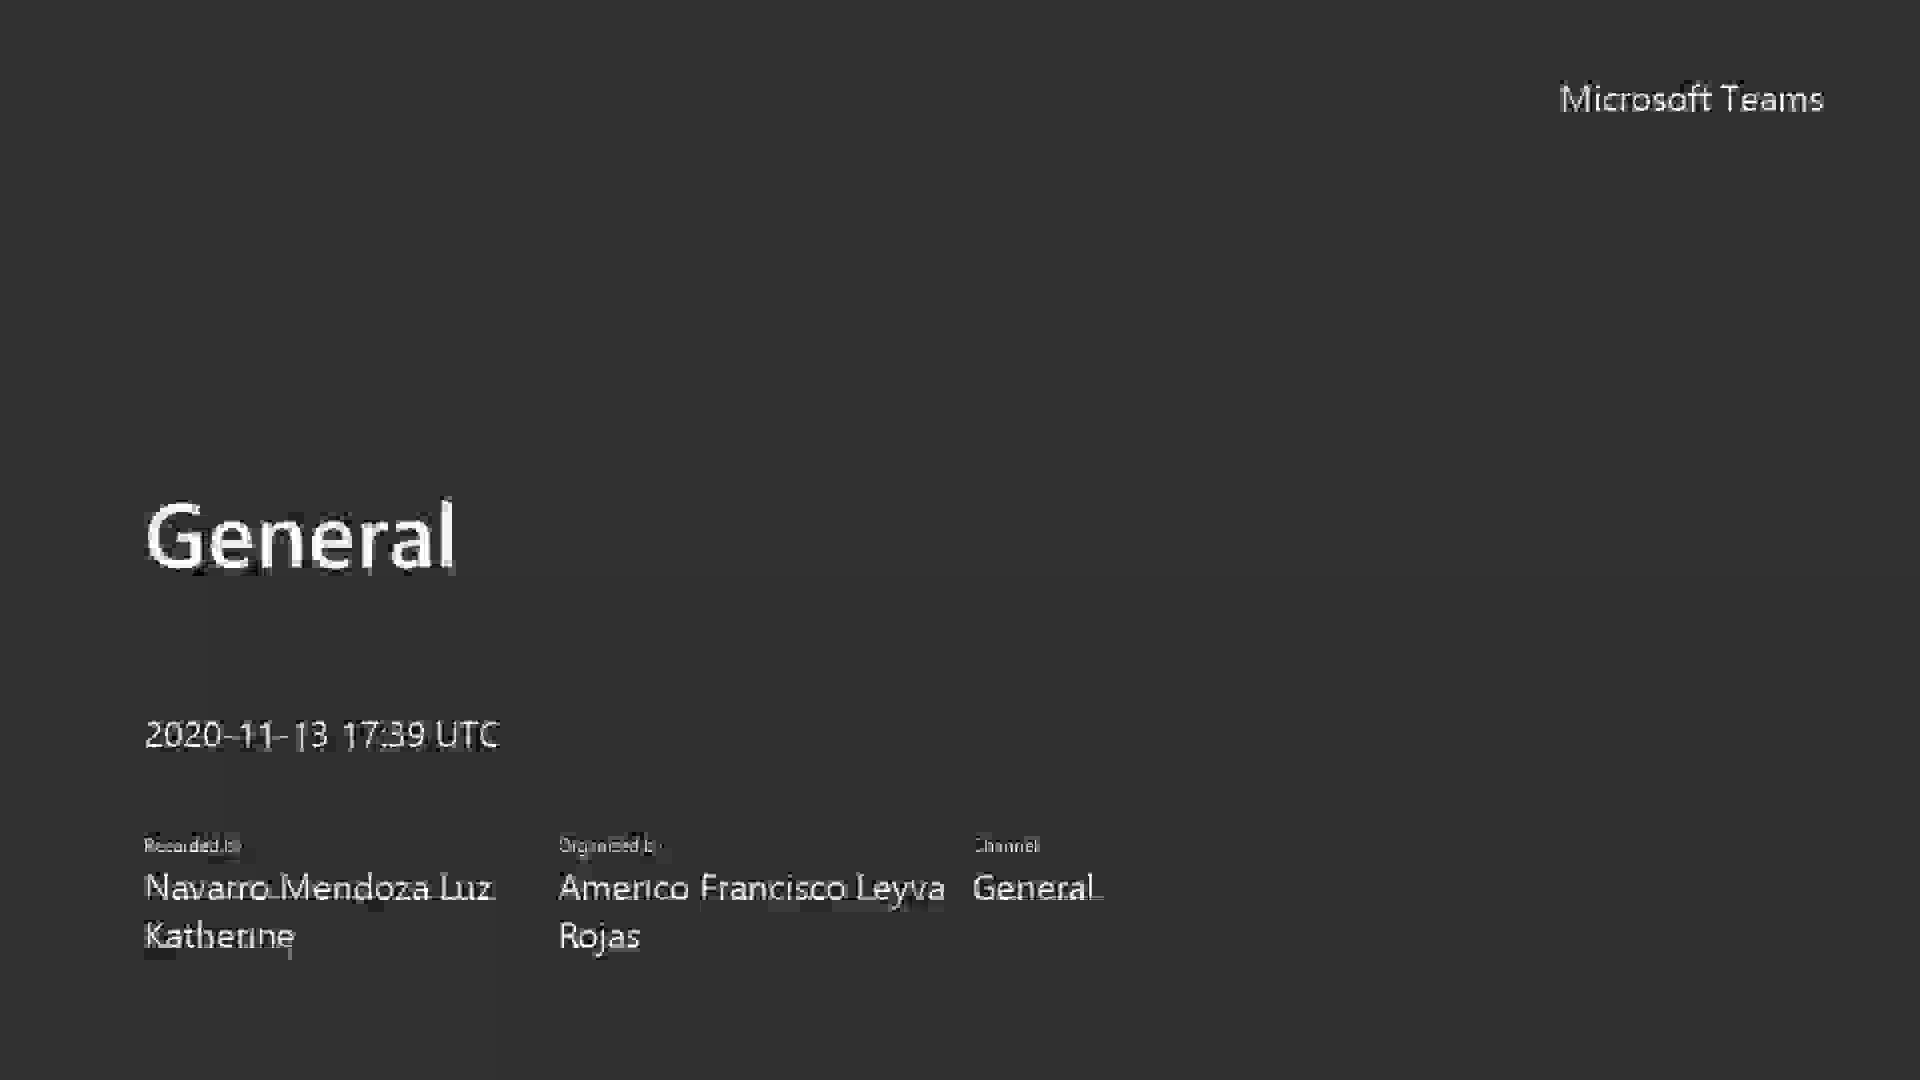 Microsoft Teams
General
2020-11-13 17:39 UTC
Recorded by
Organized by
Channel
Navarro Mendoza Luz
Katherine
Americo Francisco Leyva
Rojas
General